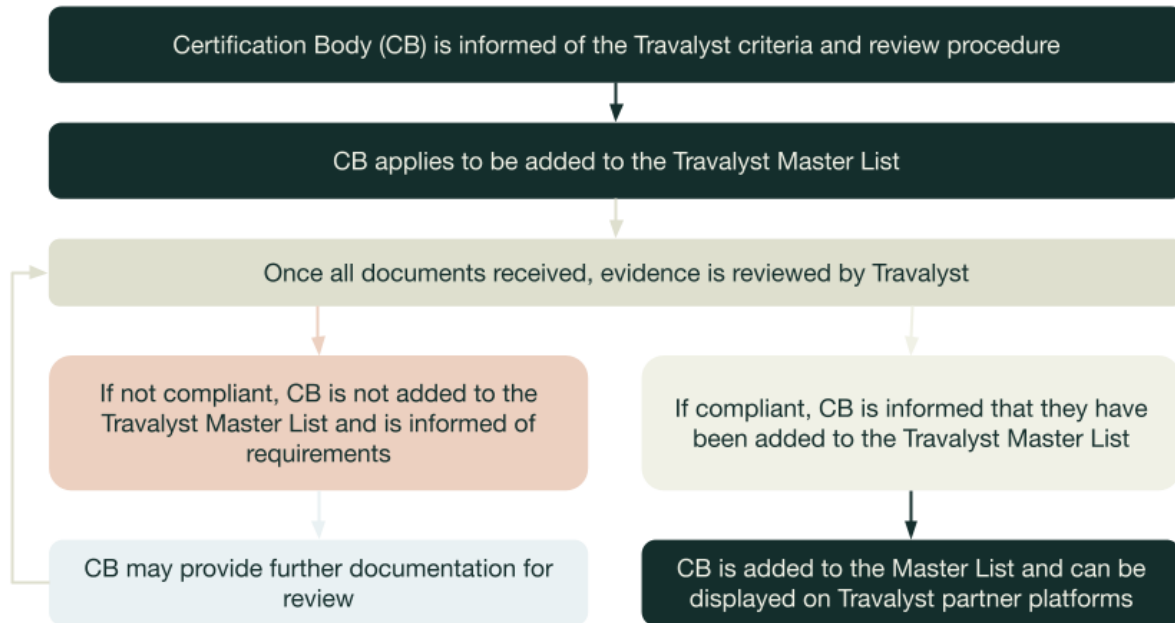 Certification Body (CB) is informed of the Travalyst criteria and review procedure
CB applies to be added to the Travalyst Master List
Once all documents received, evidence is reviewed by Travalyst
If not compliant, CB is not added to the
Travalyst Master List and is informed of
requirements
If compliant, CB is informed that they have
been added to the Travalyst Master List
CB may provide further documentation for
review
CB is added to the Master List and can be
displayed on Travalyst partner platforms